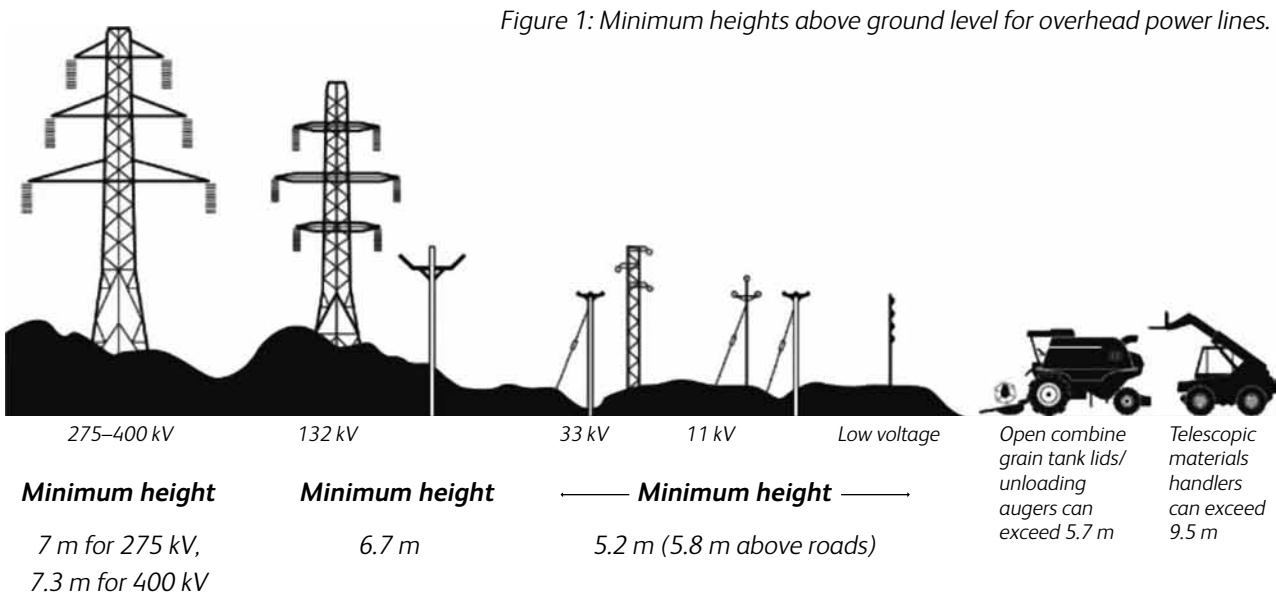 Figure 1: Minimum heights above ground level for overhead power lines.
275–400 kV
132 kV
33 kV
11 kV
Low voltage
Open combine
grain tank lids/
unloading
augers can
exceed 5.7 m
Telescopic
materials
handlers
can exceed
9.5 m
Minimum height
7 m for 275 kV,
7.3 m for 400 kV
Minimum height
6.7 m
Minimum height
5.2 m (5.8 m above roads)